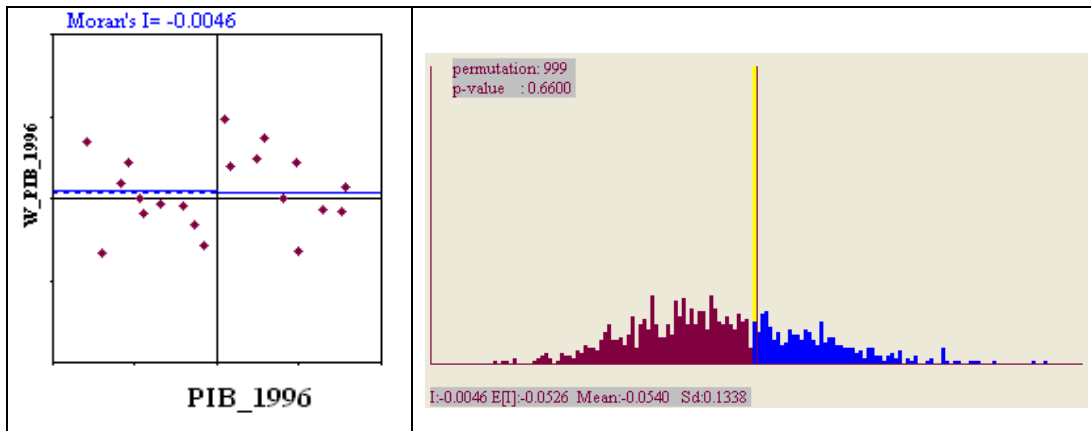 Moran's I= -0.0046
W_PIB_1996
PIB_1996
permutation: 999
p-value : 0.6600
I:-0.0046 E[I]:-0.0526 Mean:-0.0540 Sd:0.1338